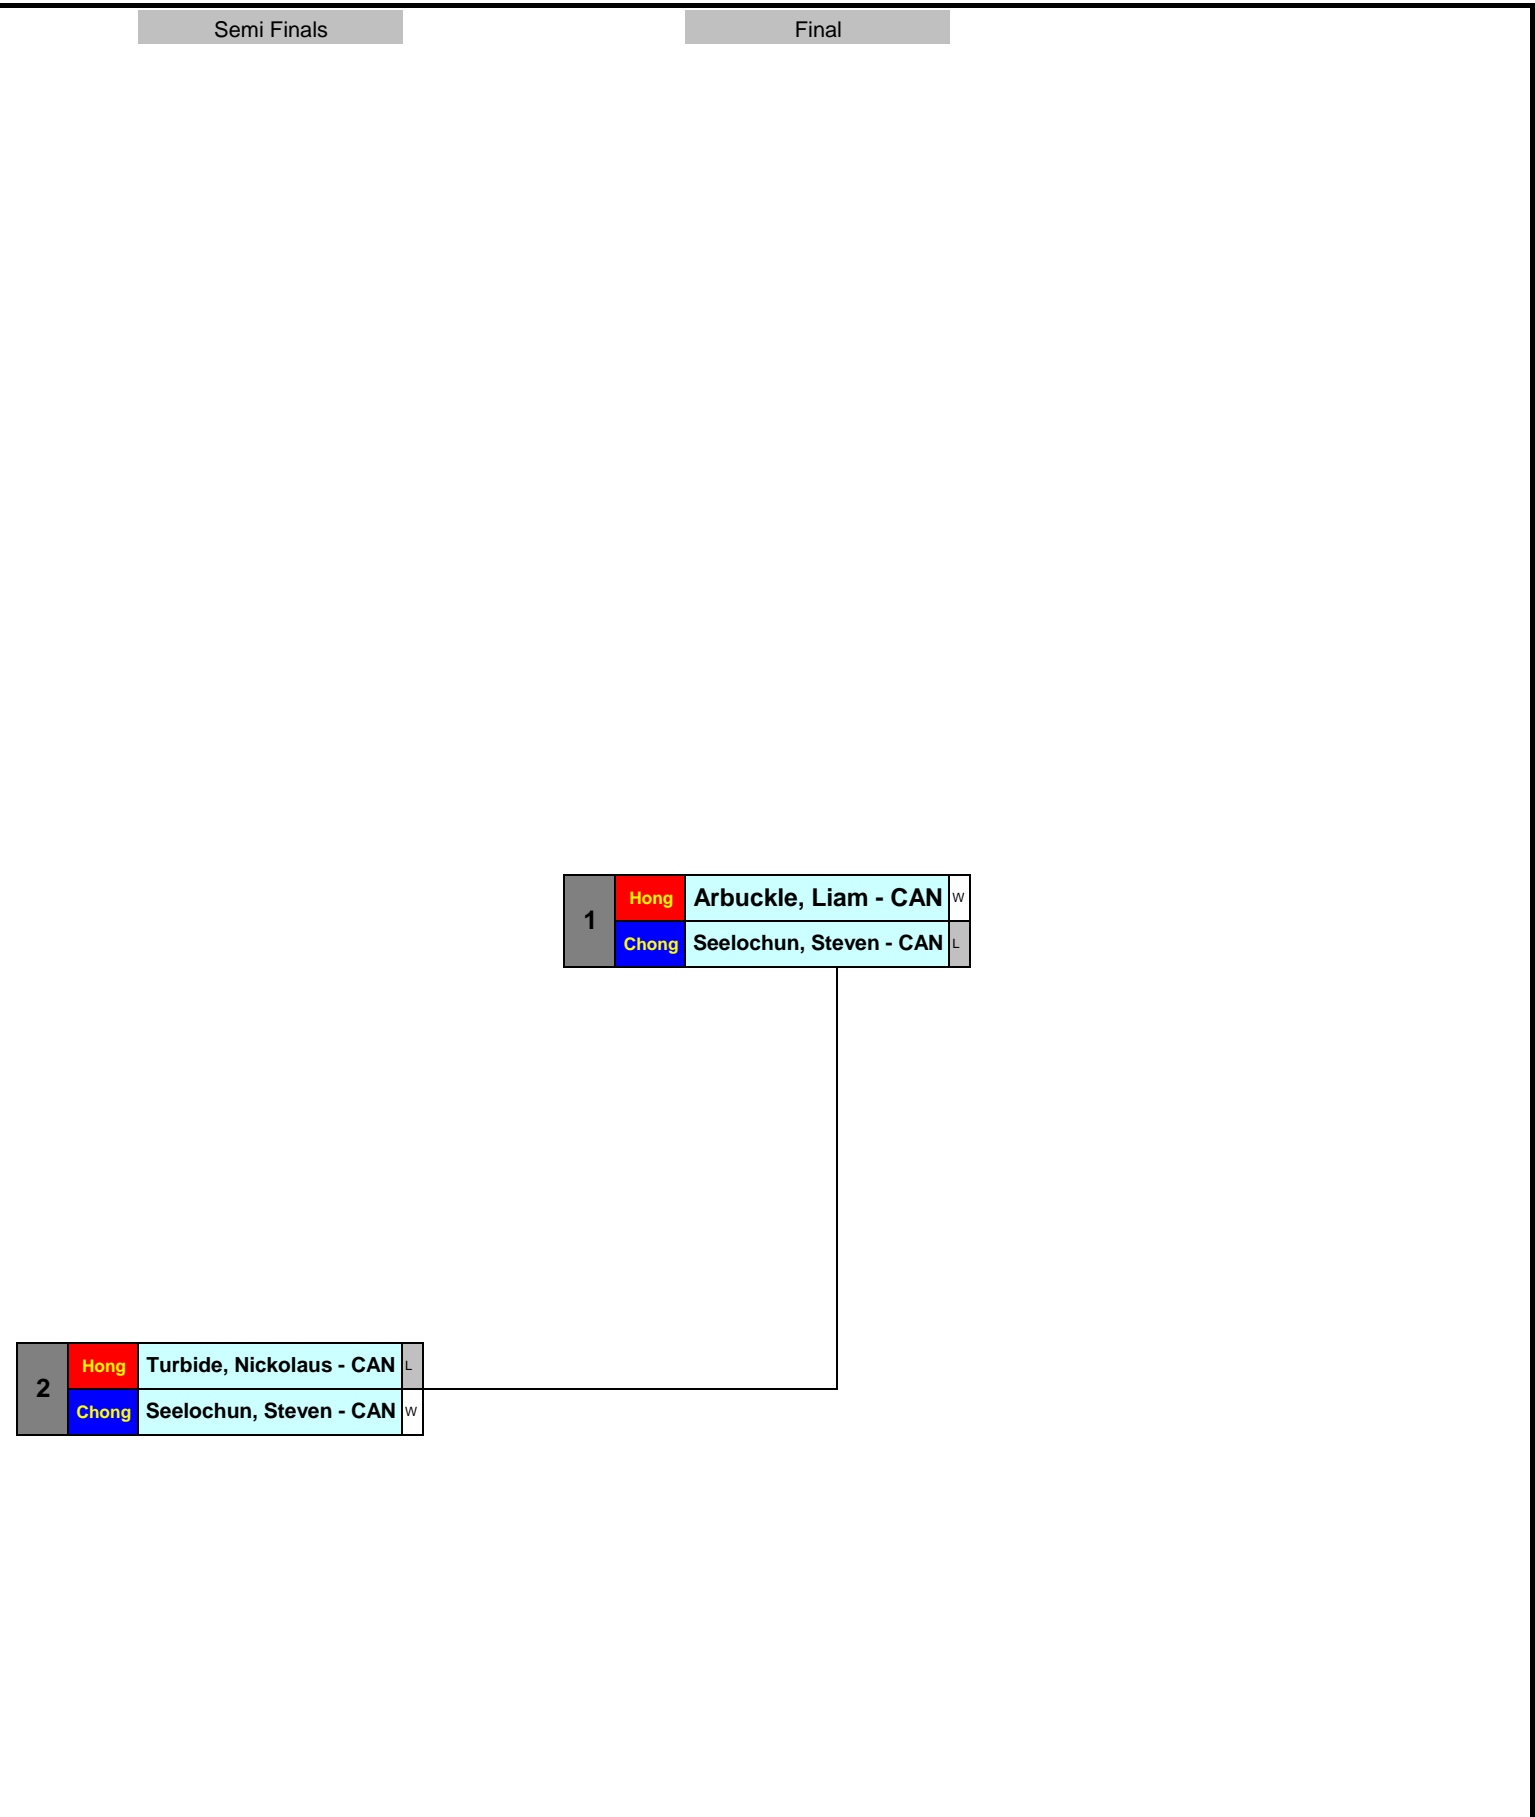 Semi Finals Final
1 Hong Arbuckle, Liam - CAN W
Chong Seelochun, Steven - CAN L
2 Hong Turbide, Nickolaus - CAN L
Chong Seelochun, Steven - CAN W